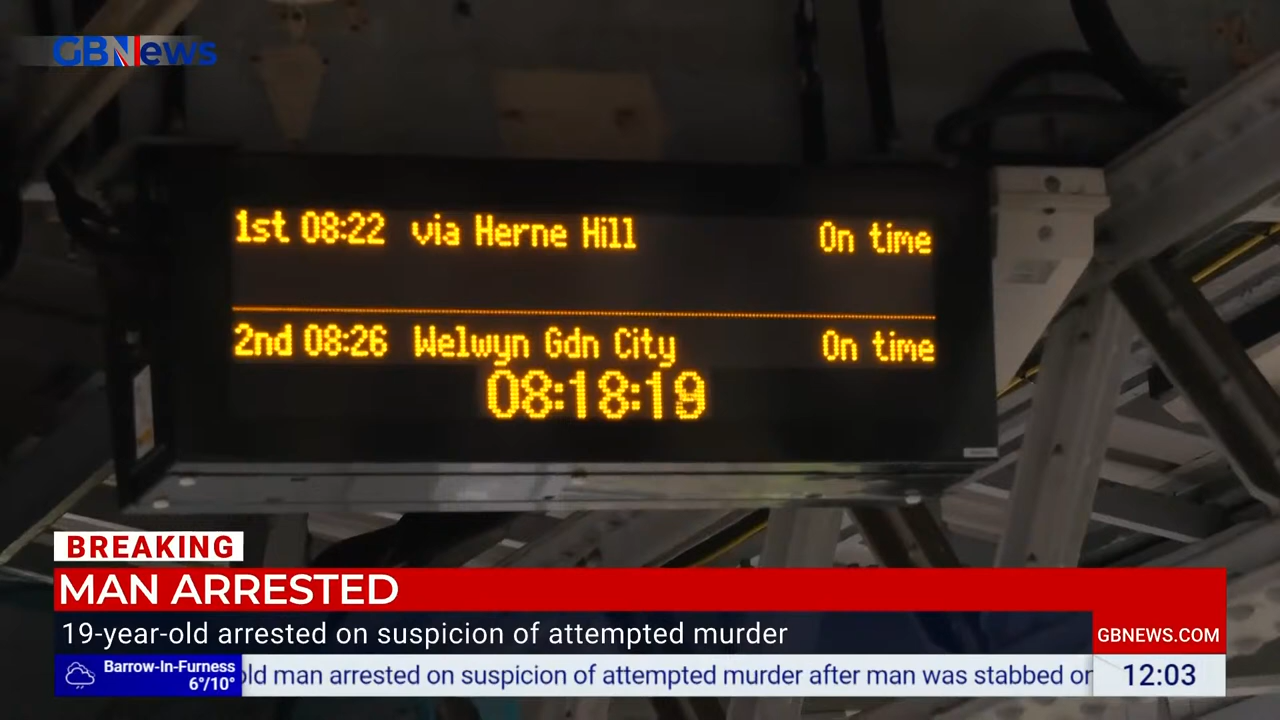 GBNews
1st 08:22 via Herne Hill On time
2nd 08:26 Welwyn Gdn City On time
08:18:19
BREAKING
MAN ARRESTED
19-year-old arrested on suspicion of attempted murder
GBNEWS.COM
Barrow-In-Furness
6°/10°
old man arrested on suspicion of attempted murder after man was stabbed on
12:03